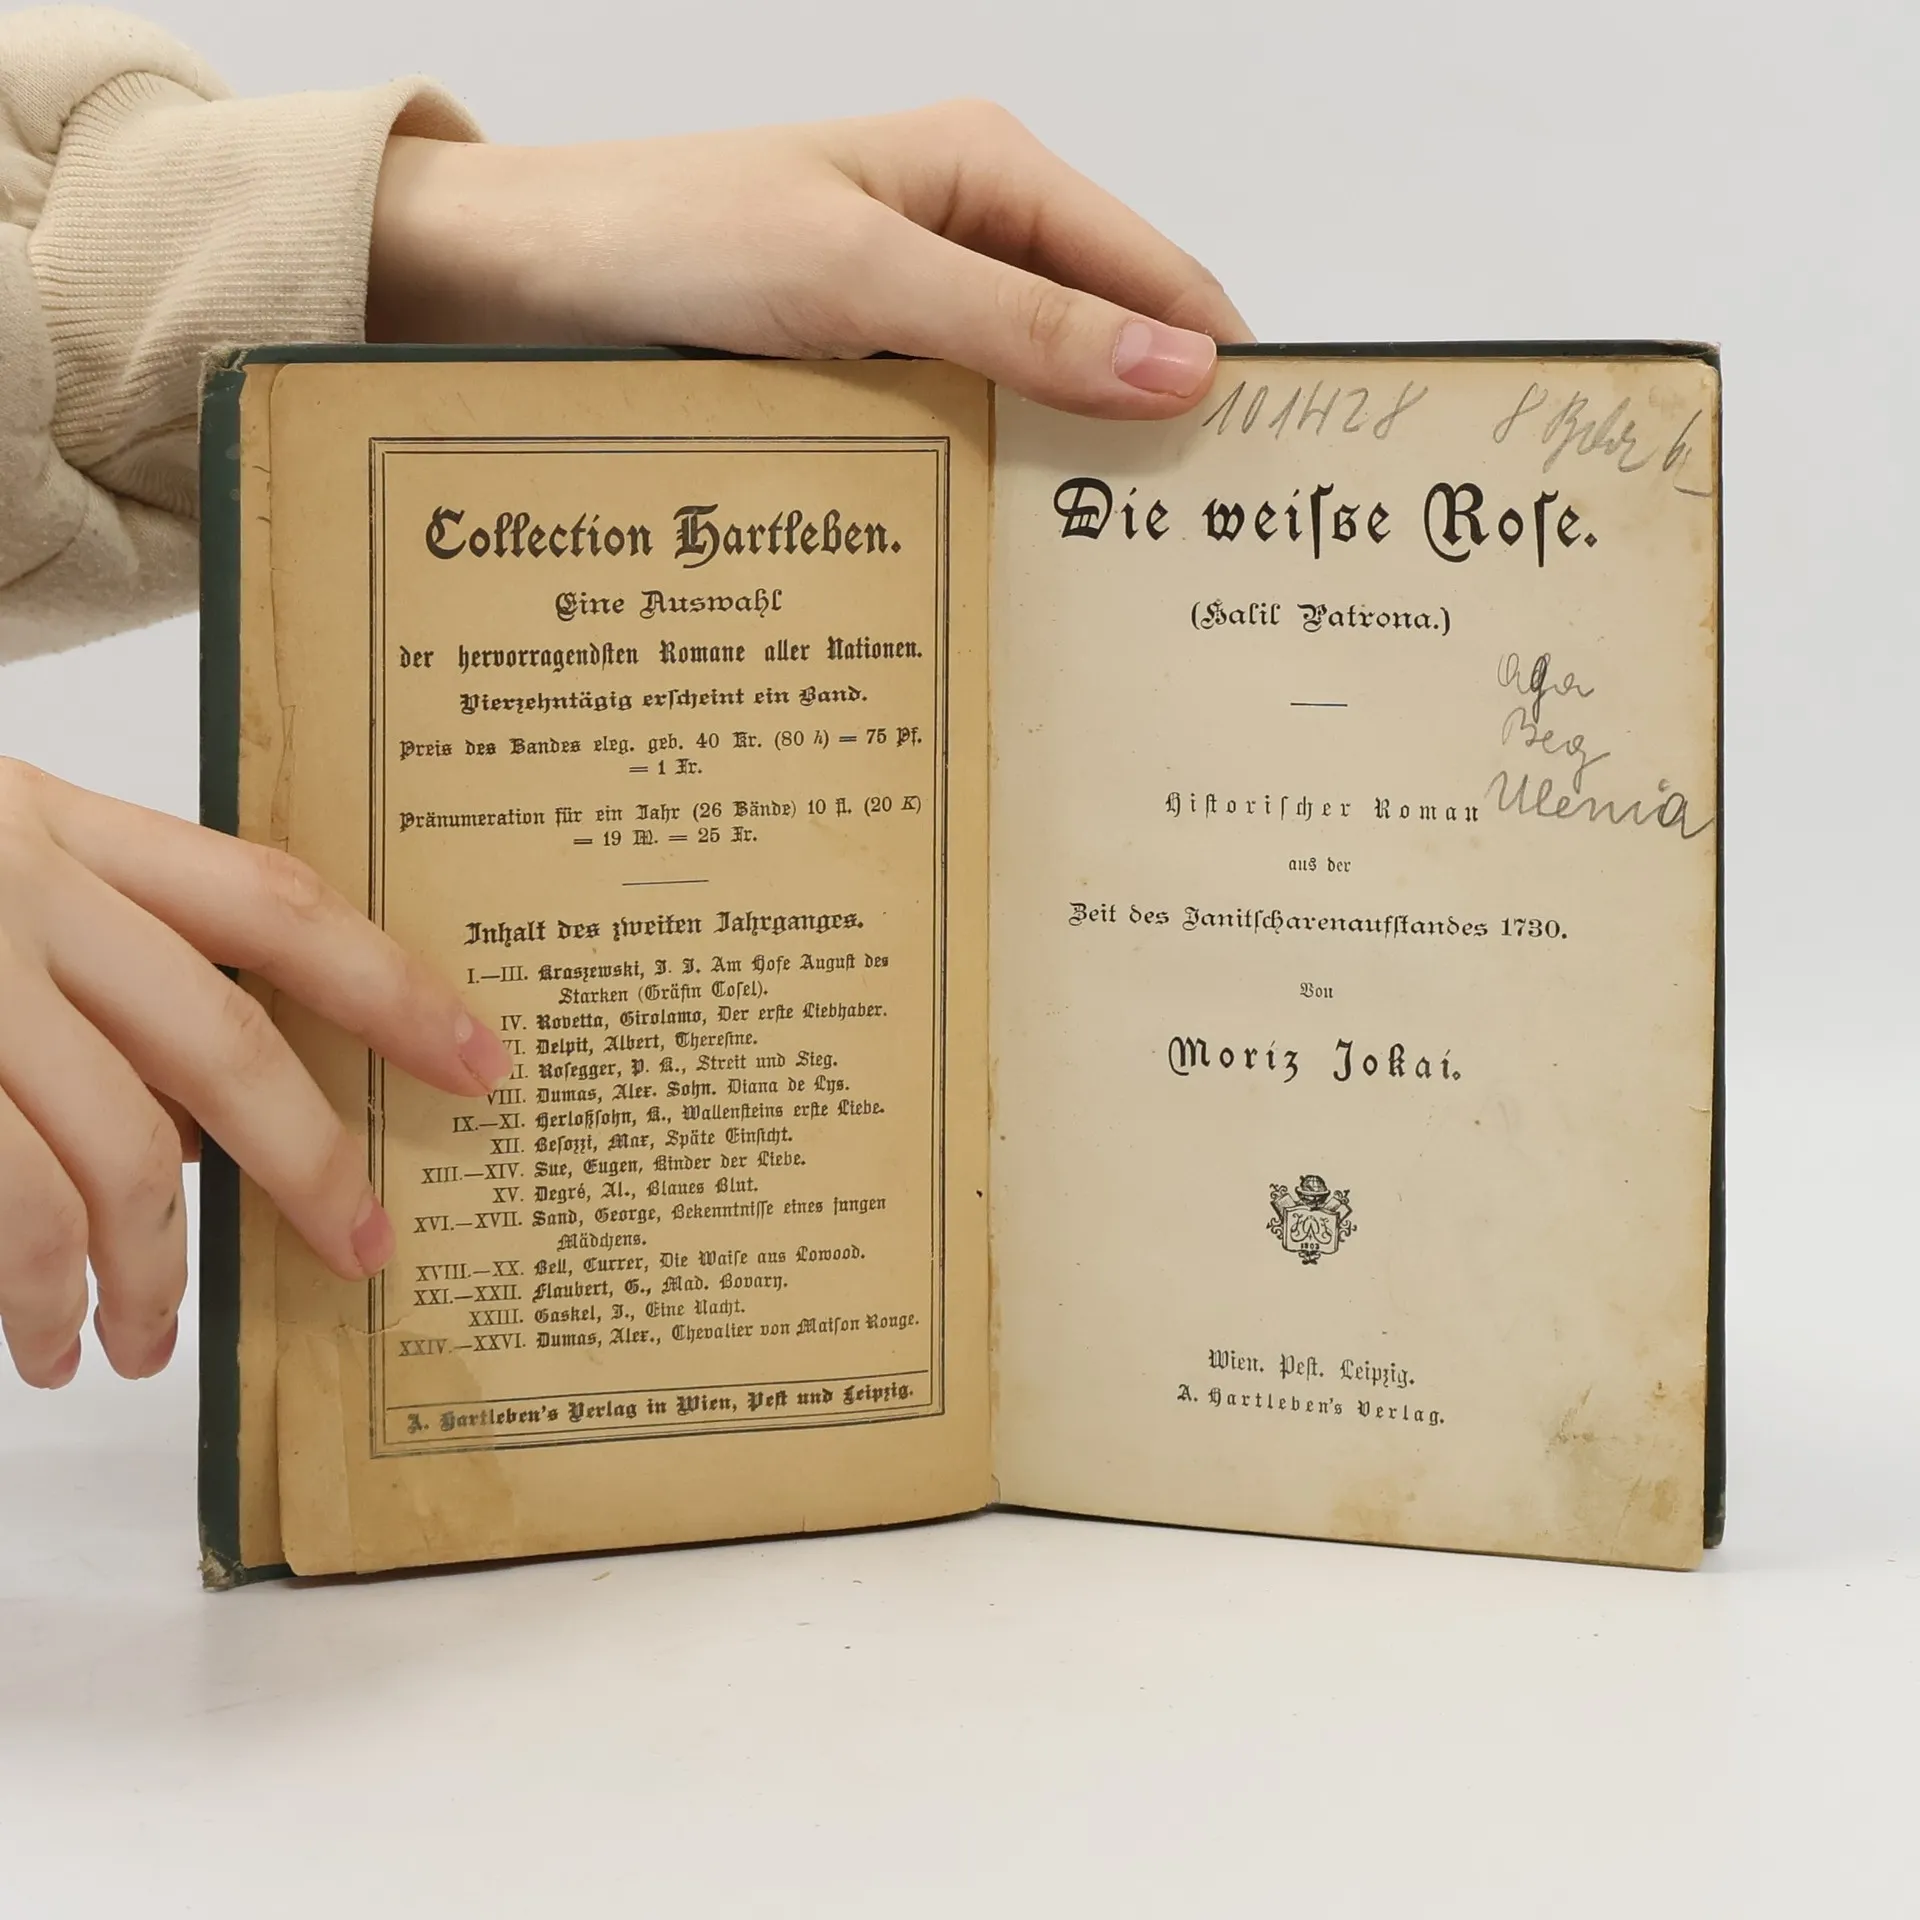 Collection Hartleben.
Eine Auswahl
der hervorragendſten Romane aller Nationen.
Vierzehntägig erſcheint ein Band.
Preis des Bandes eleg. geb. 40 Kr. (80 h) = 75 Pf.
= 1 Fr.
Pränumeration für ein Jahr (26 Bände) 10 fl. (20 K)
= 19 M. = 25 Fr.
Inhalt des zweiten Jahrganges.
I.—III. Kraszewski, J. J. Am Hofe Auguſt des
Starken (Gräfin Coſel).
IV. Rovetta, Girolamo, Der erſte Liebhaber.
VI. Delpit, Albert, Thereſine.
II. Roſegger, P. K., Streit und Sieg.
VIII. Dumas, Alex. Sohn. Diana de Lys.
IX.—XI. Herloßſohn, K., Wallenſteins erſte Liebe.
XII. Beſozzi, Max, Späte Einſicht.
XIII.—XIV. Sue, Eugen, Kinder der Liebe.
XV. Degré, Al., Blaues Blut.
XVI.—XVII. Sand, George, Bekenntniſſe eines jungen
Mädchens.
XVIII.—XX. Bell, Currer, Die Waiſe aus Lowood.
XXI.—XXII. Flaubert, G., Mad. Bovary.
XXIII. Gaskel, J., Eine Nacht.
XXIV.—XXVI. Dumas, Alex., Chevalier von Maiſon Rouge.
A. Hartleben's Verlag in Wien, Peſt und Leipzig.
101428 8
Die weiſse Roſe.
(Halil Patrona.)
Aga
Beg
Ulemia
Hiſtoriſcher Roman
aus der
Zeit des Janitſcharenaufſtandes 1730.
Von
Moriz Jokai.
1803
Wien. Peſt. Leipzig.
A. Hartleben's Verlag.